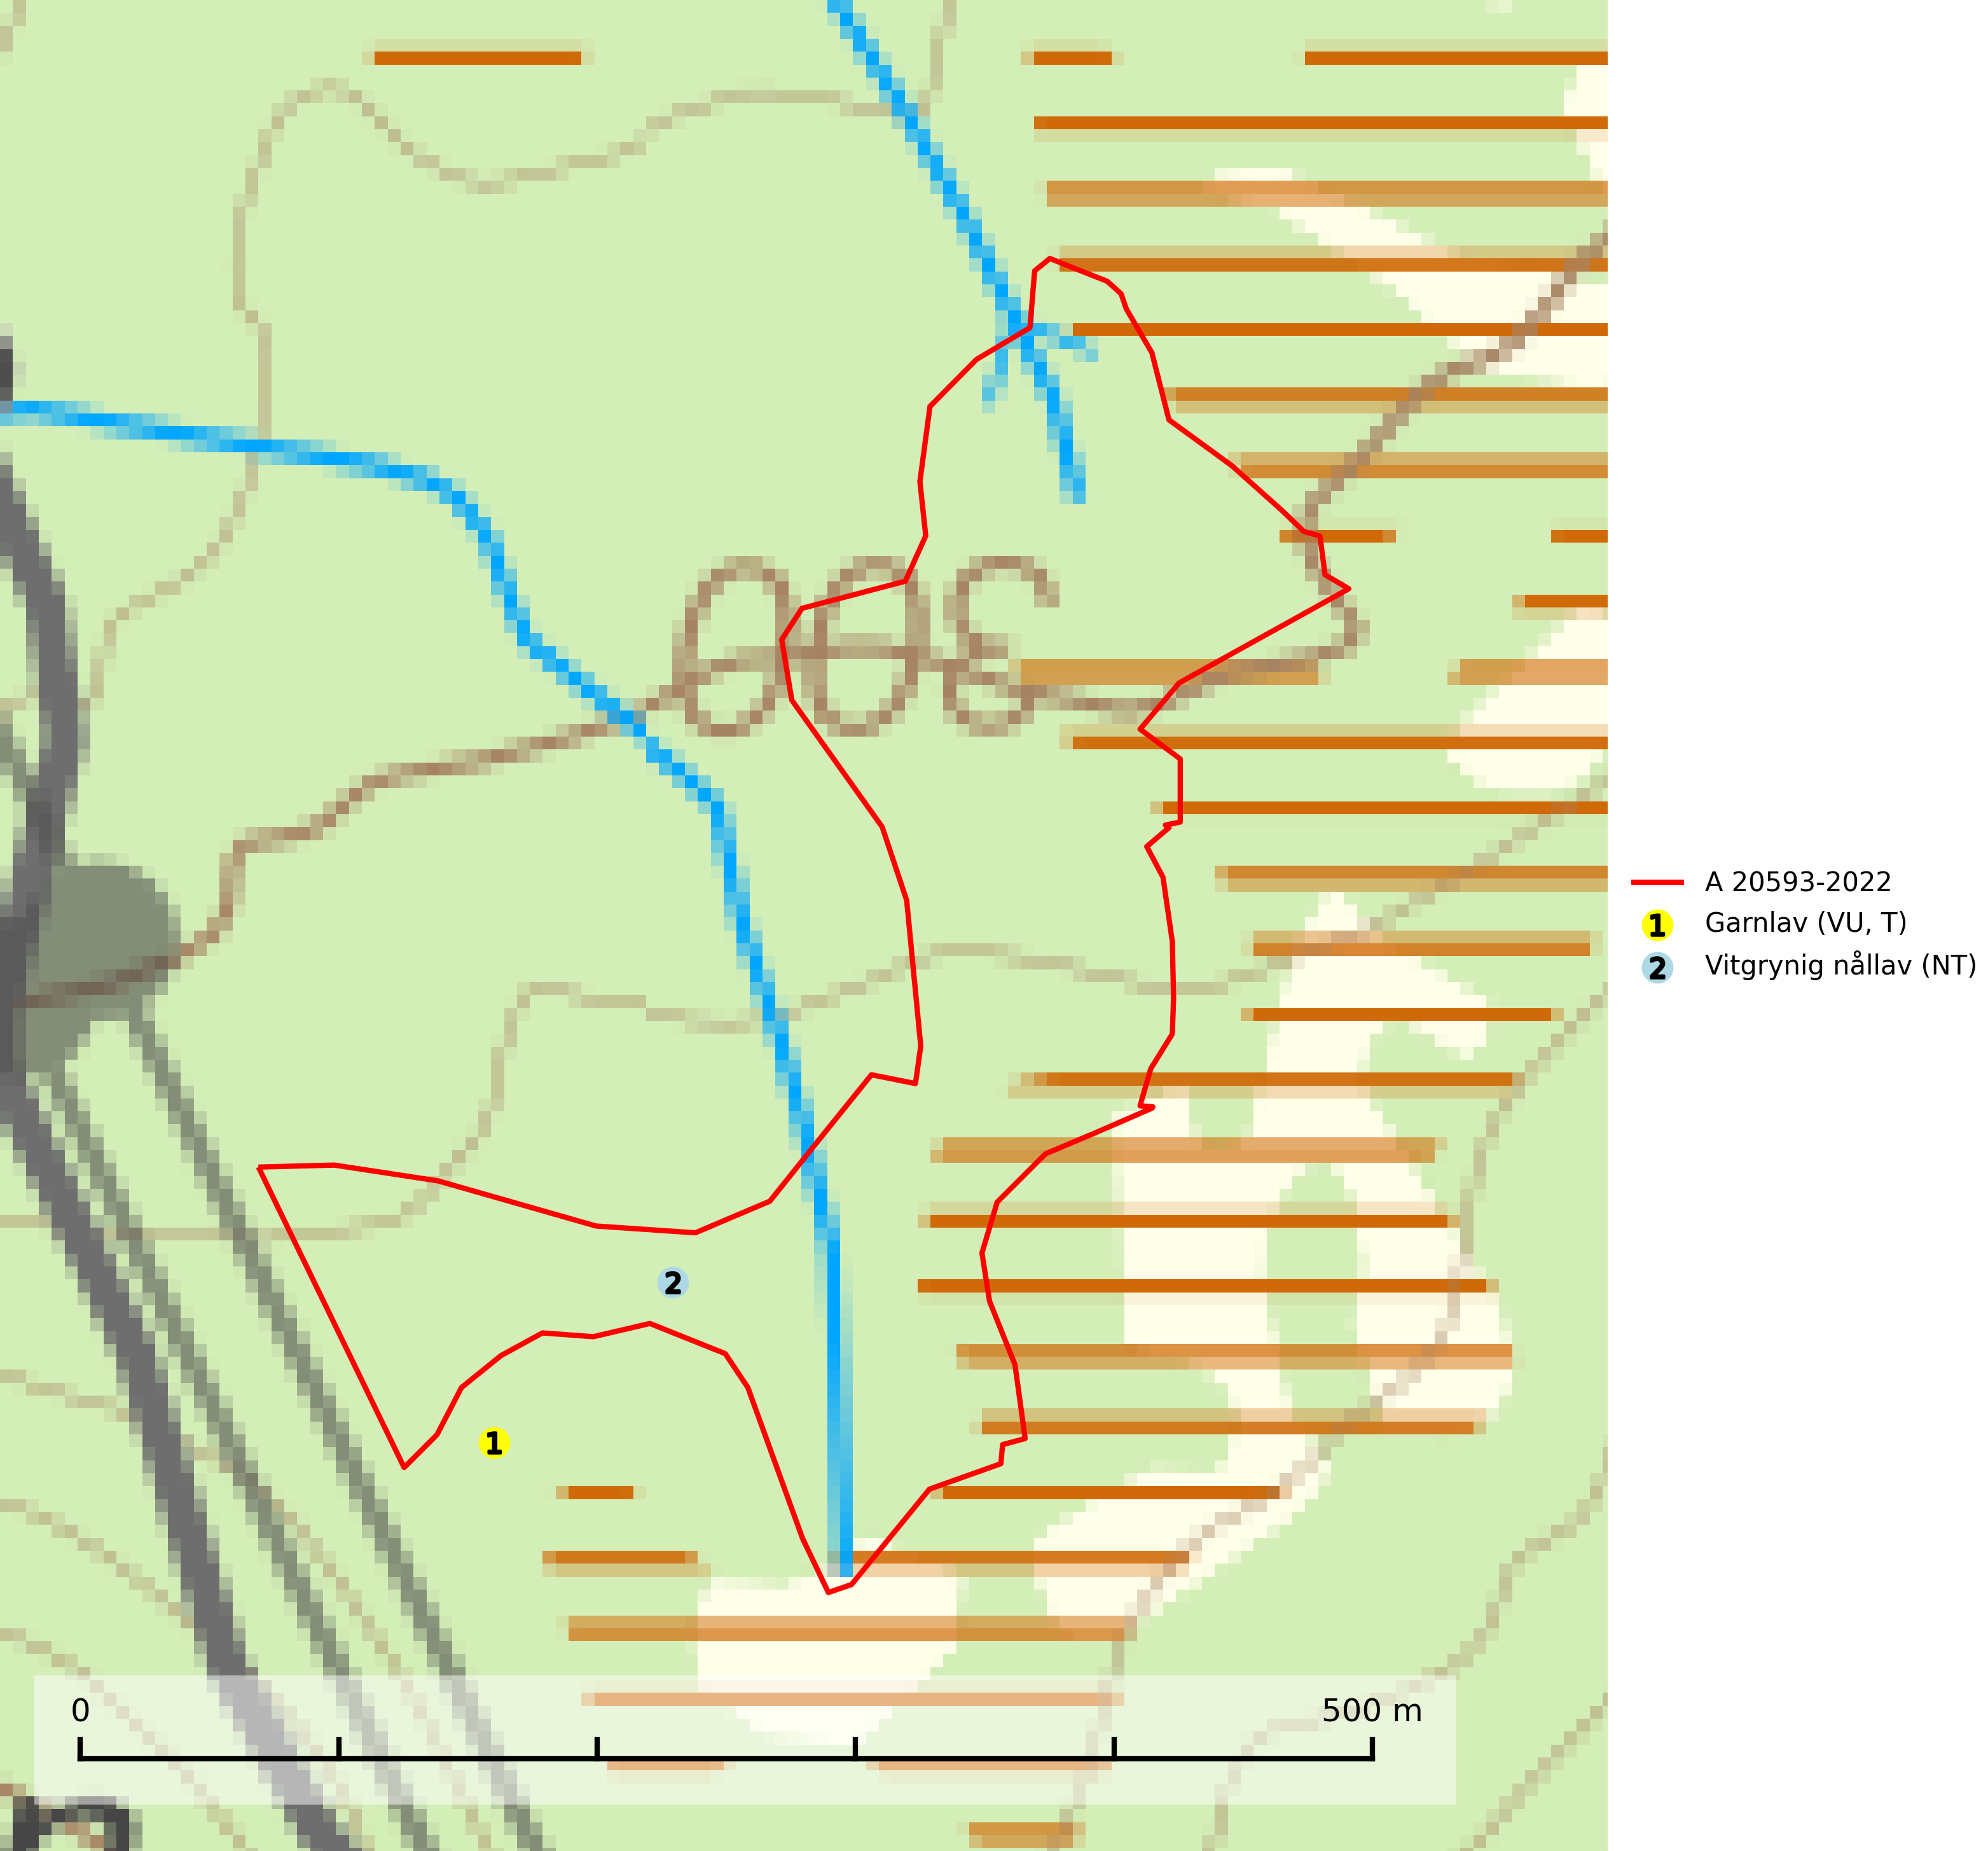 A 20593-2022
1 Garnlav (VU, T)
2 Vitgrynig nållav (NT)
2
1
0 500 m